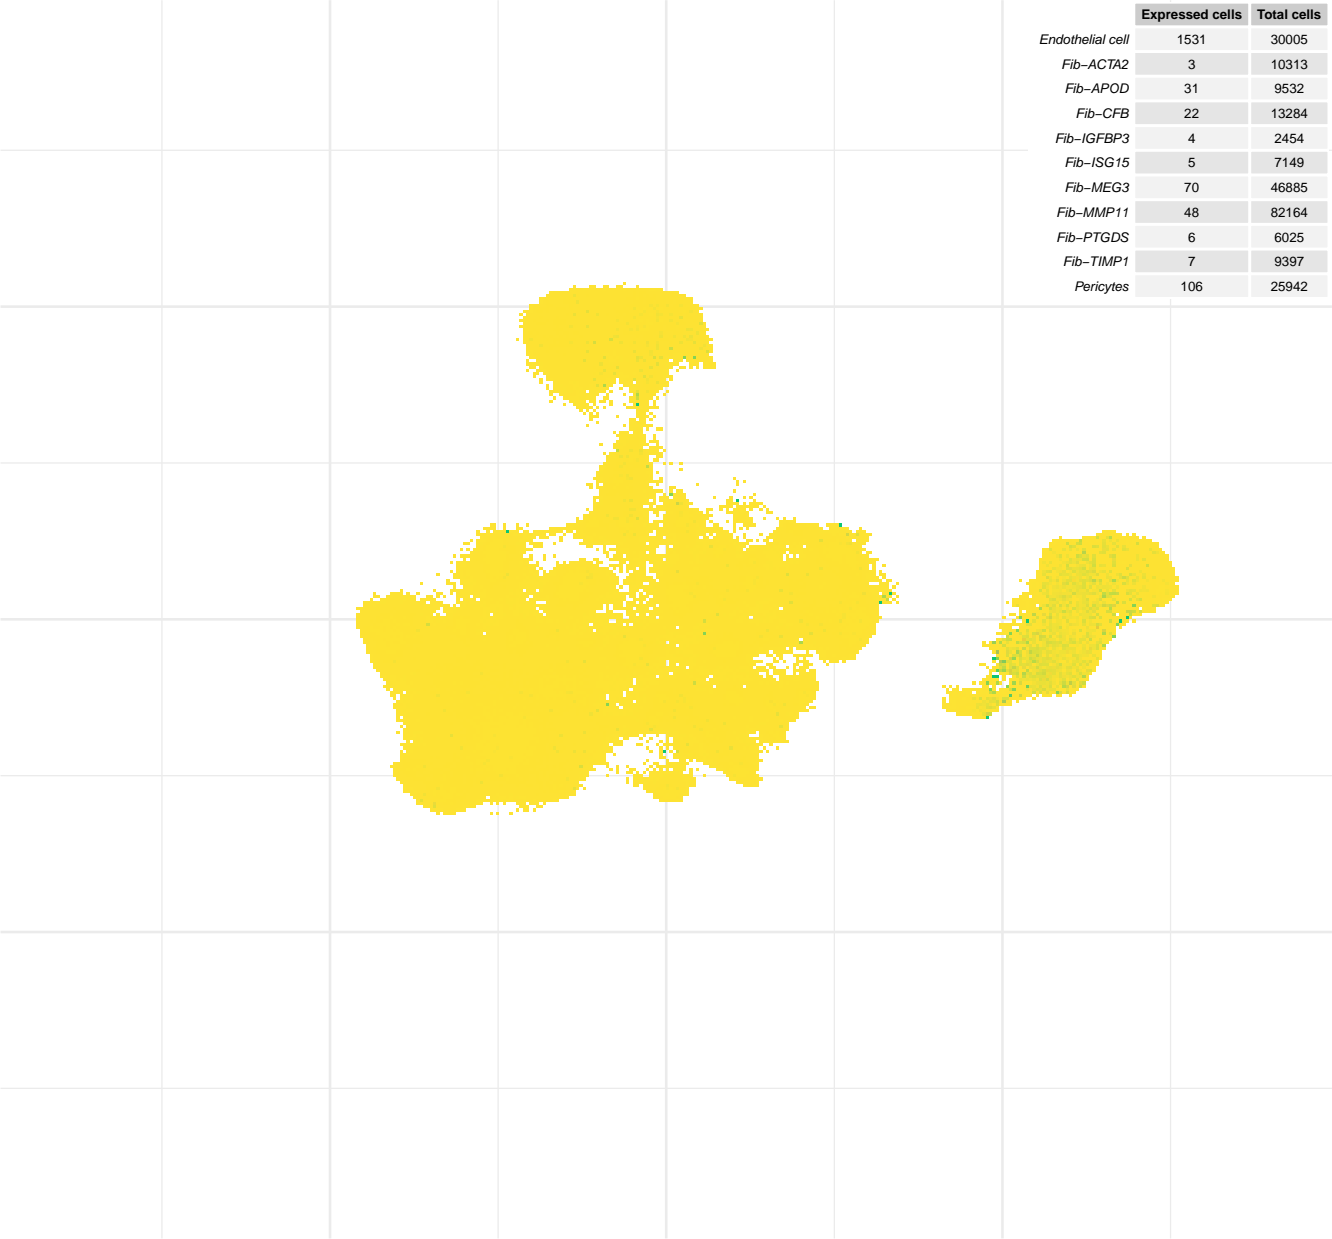 Expressed cells Total cells
Endothelial cell 1531 30005
Fib−ACTA2 3 10313
Fib−APOD 31 9532
Fib−CFB 22 13284
Fib−IGFBP3 4 2454
Fib−ISG15 5 7149
Fib−MEG3 70 46885
Fib−MMP11 48 82164
Fib−PTGDS 6 6025
Fib−TIMP1 7 9397
Pericytes 106 25942